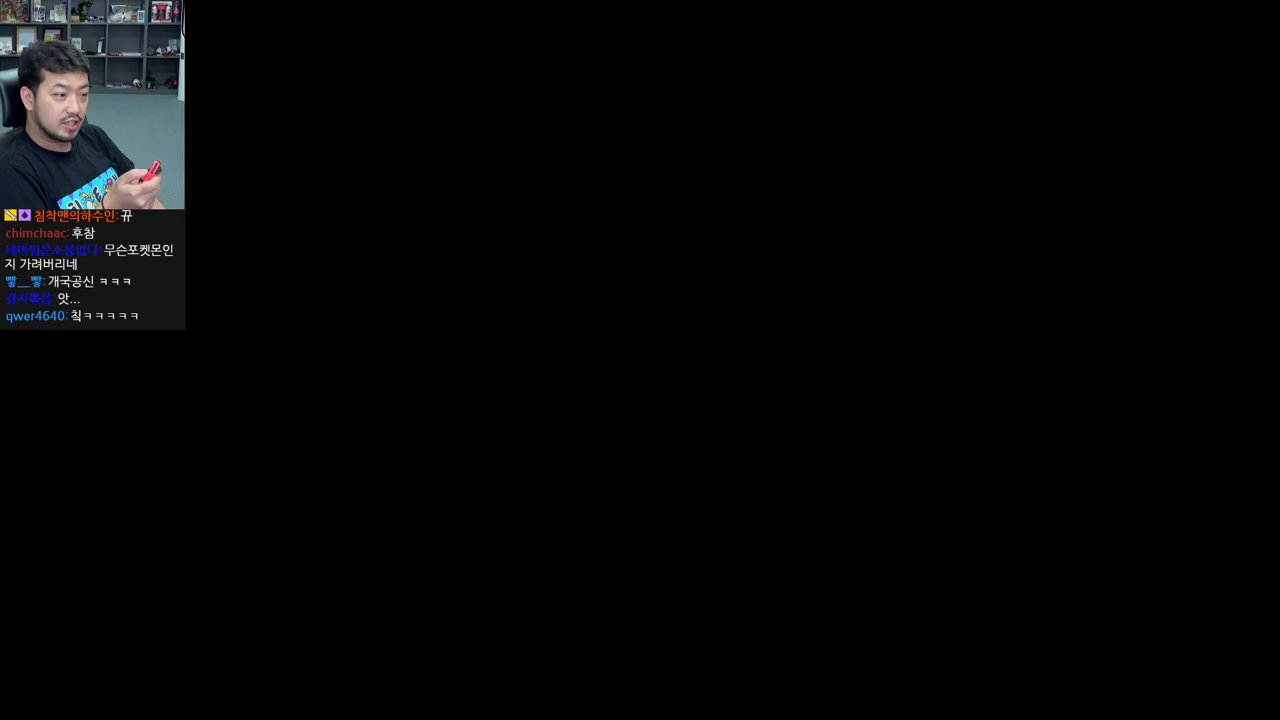 침착맨의하수인: 뀨
chimchaac: 후참
무슨포켓몬인
지 가려버리네
빻__빻: 개국공신 ㅋㅋㅋ
앗...
qwer4640: 칰ㅋㅋㅋㅋㅋ